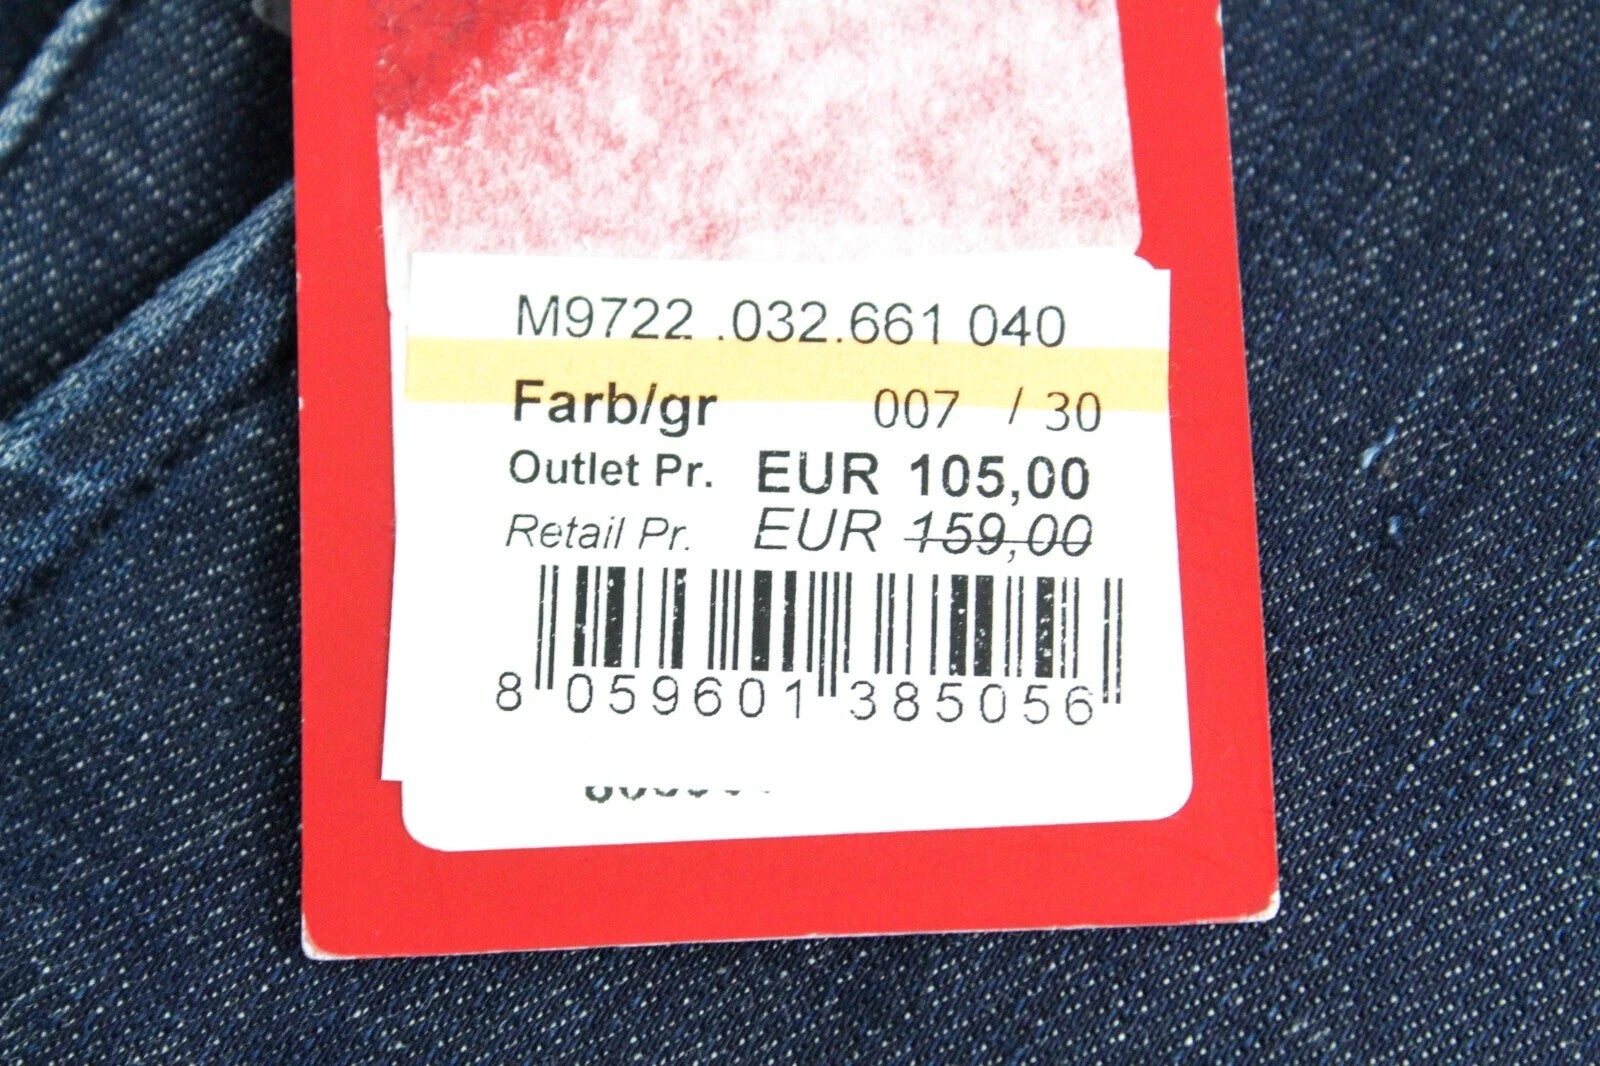 M9722 .032.661 040
Farb/gr 007 / 30
Outlet Pr. EUR 105,00
Retail Pr. EUR 159,00
8 059601 385056